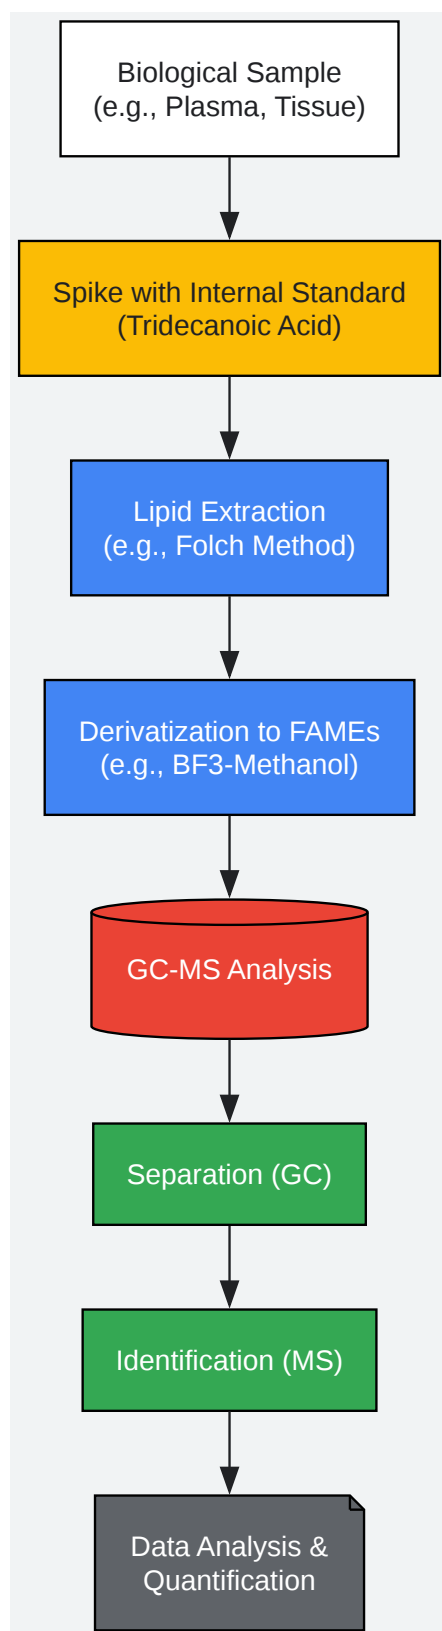 Biological Sample
(e.g., Plasma, Tissue)
Spike with Internal Standard
(Tridecanoic Acid)
Lipid Extraction
(e.g., Folch Method)
Derivatization to FAMEs
(e.g., BF3-Methanol)
GC-MS Analysis
Separation (GC)
Identification (MS)
Data Analysis &
Quantification